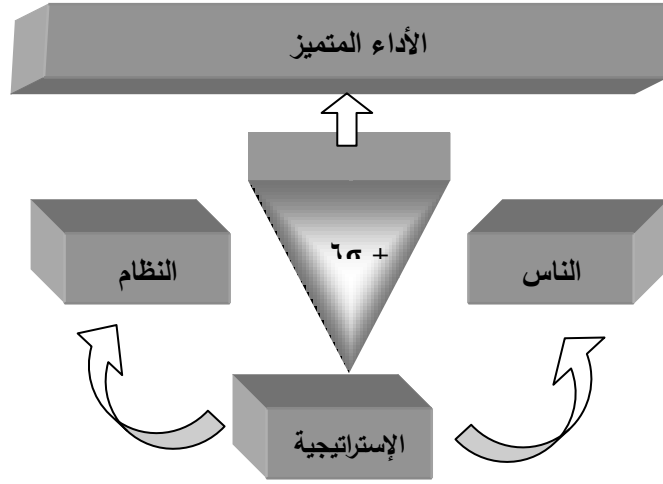 الأداء المتميز
النظام
٦σ +
الناس
الإستراتيجية